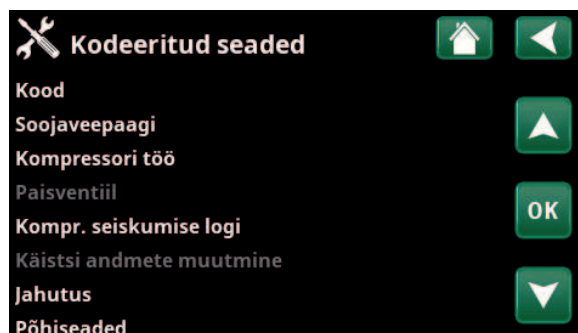 Kodeeritud seaded
Kood
Soojaveepaagi
Kompressori töö
Paisventiil
OK
Kompr. seiskumise logi
Käistsi andmete muutmine
Jahutus
Põhiseaded